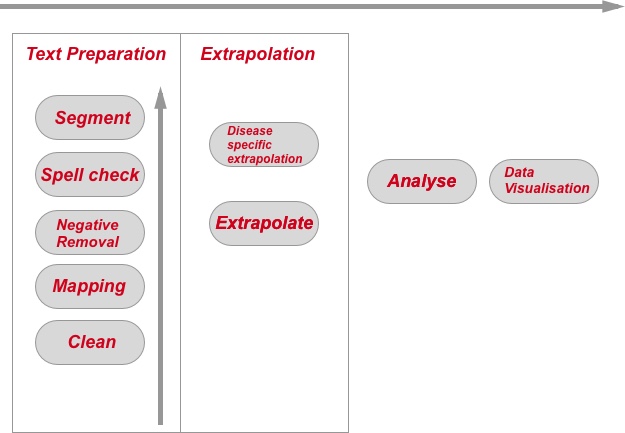 Text Preparation
Extrapolation
Segment
Spell check
Negative
Removal
Mapping
Clean
Disease
specific
extrapolation
Extrapolate
Analyse
Data
Visualisation